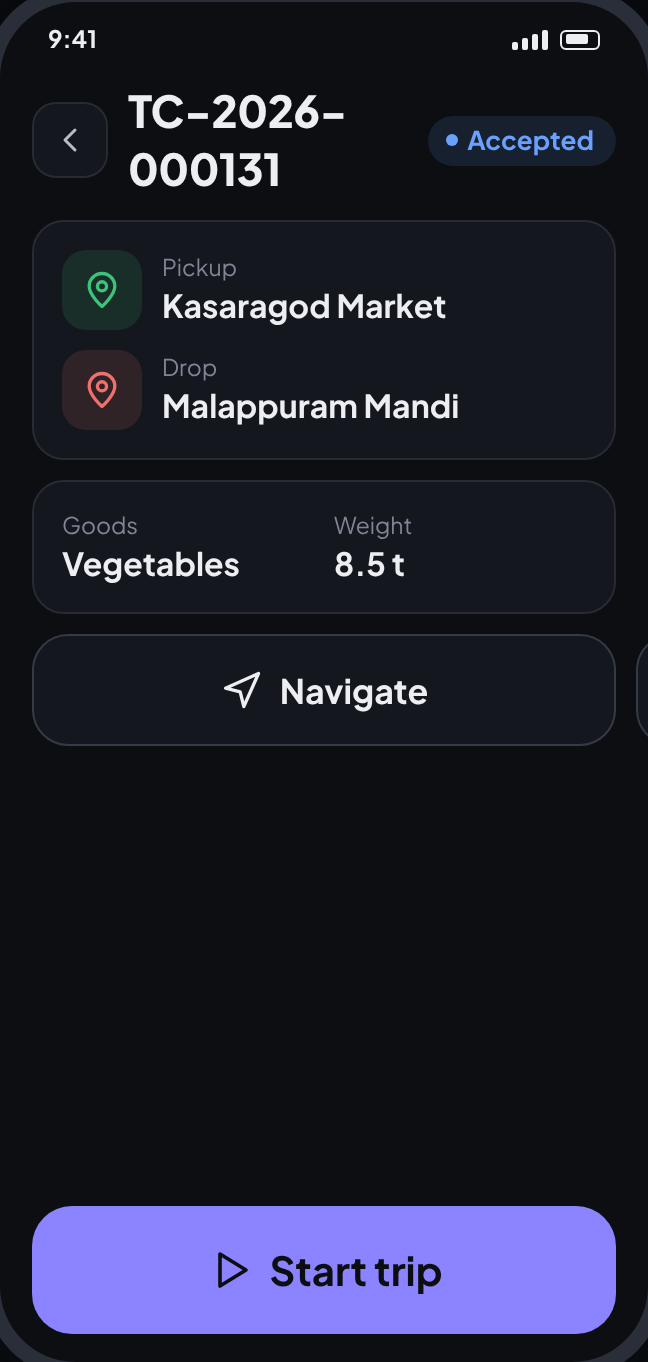 9:41
TC-2026-
000131
Accepted
Pickup
Kasaragod Market
Drop
Malappuram Mandi
Goods
Weight
Vegetables
8.5 t
Navigate
Start trip